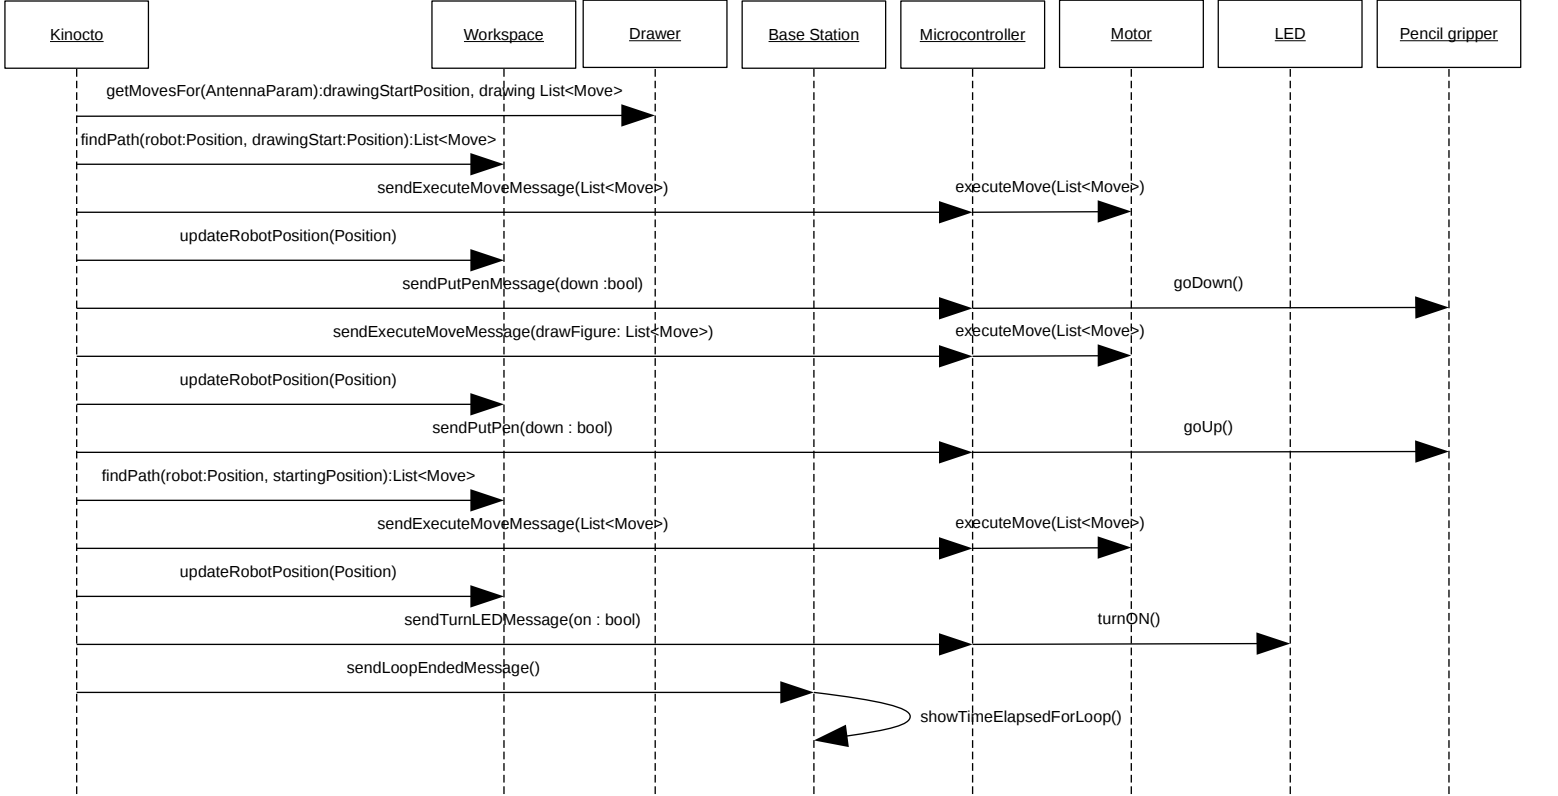 Kinocto
Workspace
Drawer
Base Station
Microcontroller
Motor
LED
Pencil gripper
getMovesFor(AntennaParam):drawingStartPosition, drawing List<Move>
findPath(robot:Position, drawingStart:Position):List<Move>
sendExecuteMoveMessage(List<Move>)
executeMove(List<Move>)
updateRobotPosition(Position)
sendPutPenMessage(down :bool)
goDown()
sendExecuteMoveMessage(drawFigure: List<Move>)
executeMove(List<Move>)
updateRobotPosition(Position)
sendPutPen(down : bool)
goUp()
findPath(robot:Position, startingPosition):List<Move>
sendExecuteMoveMessage(List<Move>)
executeMove(List<Move>)
updateRobotPosition(Position)
sendTurnLEDMessage(on : bool)
turnON()
sendLoopEndedMessage()
showTimeElapsedForLoop()